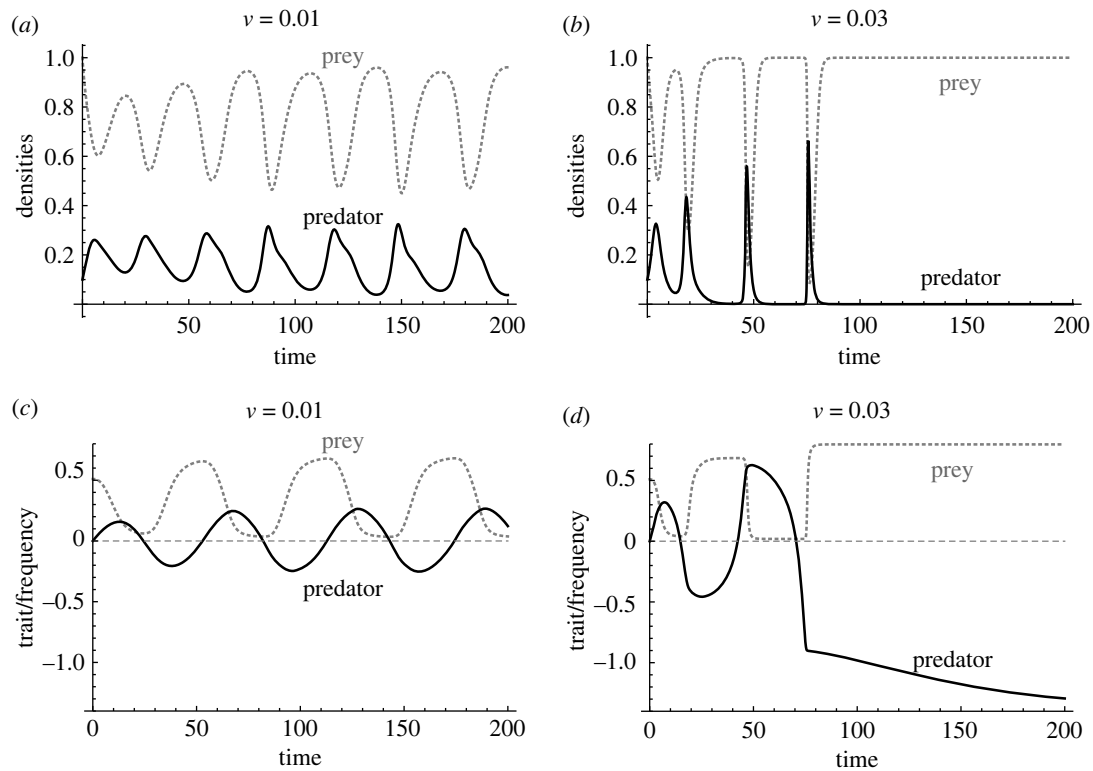 (a)
v = 0.01
prey
predator
densities
1.0
0.8
0.6
0.4
0.2
50
100
150
200
time
(b)
v = 0.03
prey
predator
densities
1.0
0.8
0.6
0.4
0.2
0
50
100
150
200
time
(c)
v = 0.01
prey
predator
trait/frequency
0.5
0
−0.5
−1.0
0
50
100
150
200
time
(d)
v = 0.03
prey
predator
trait/frequency
0.5
0
−0.5
−1.0
0
50
100
150
200
time